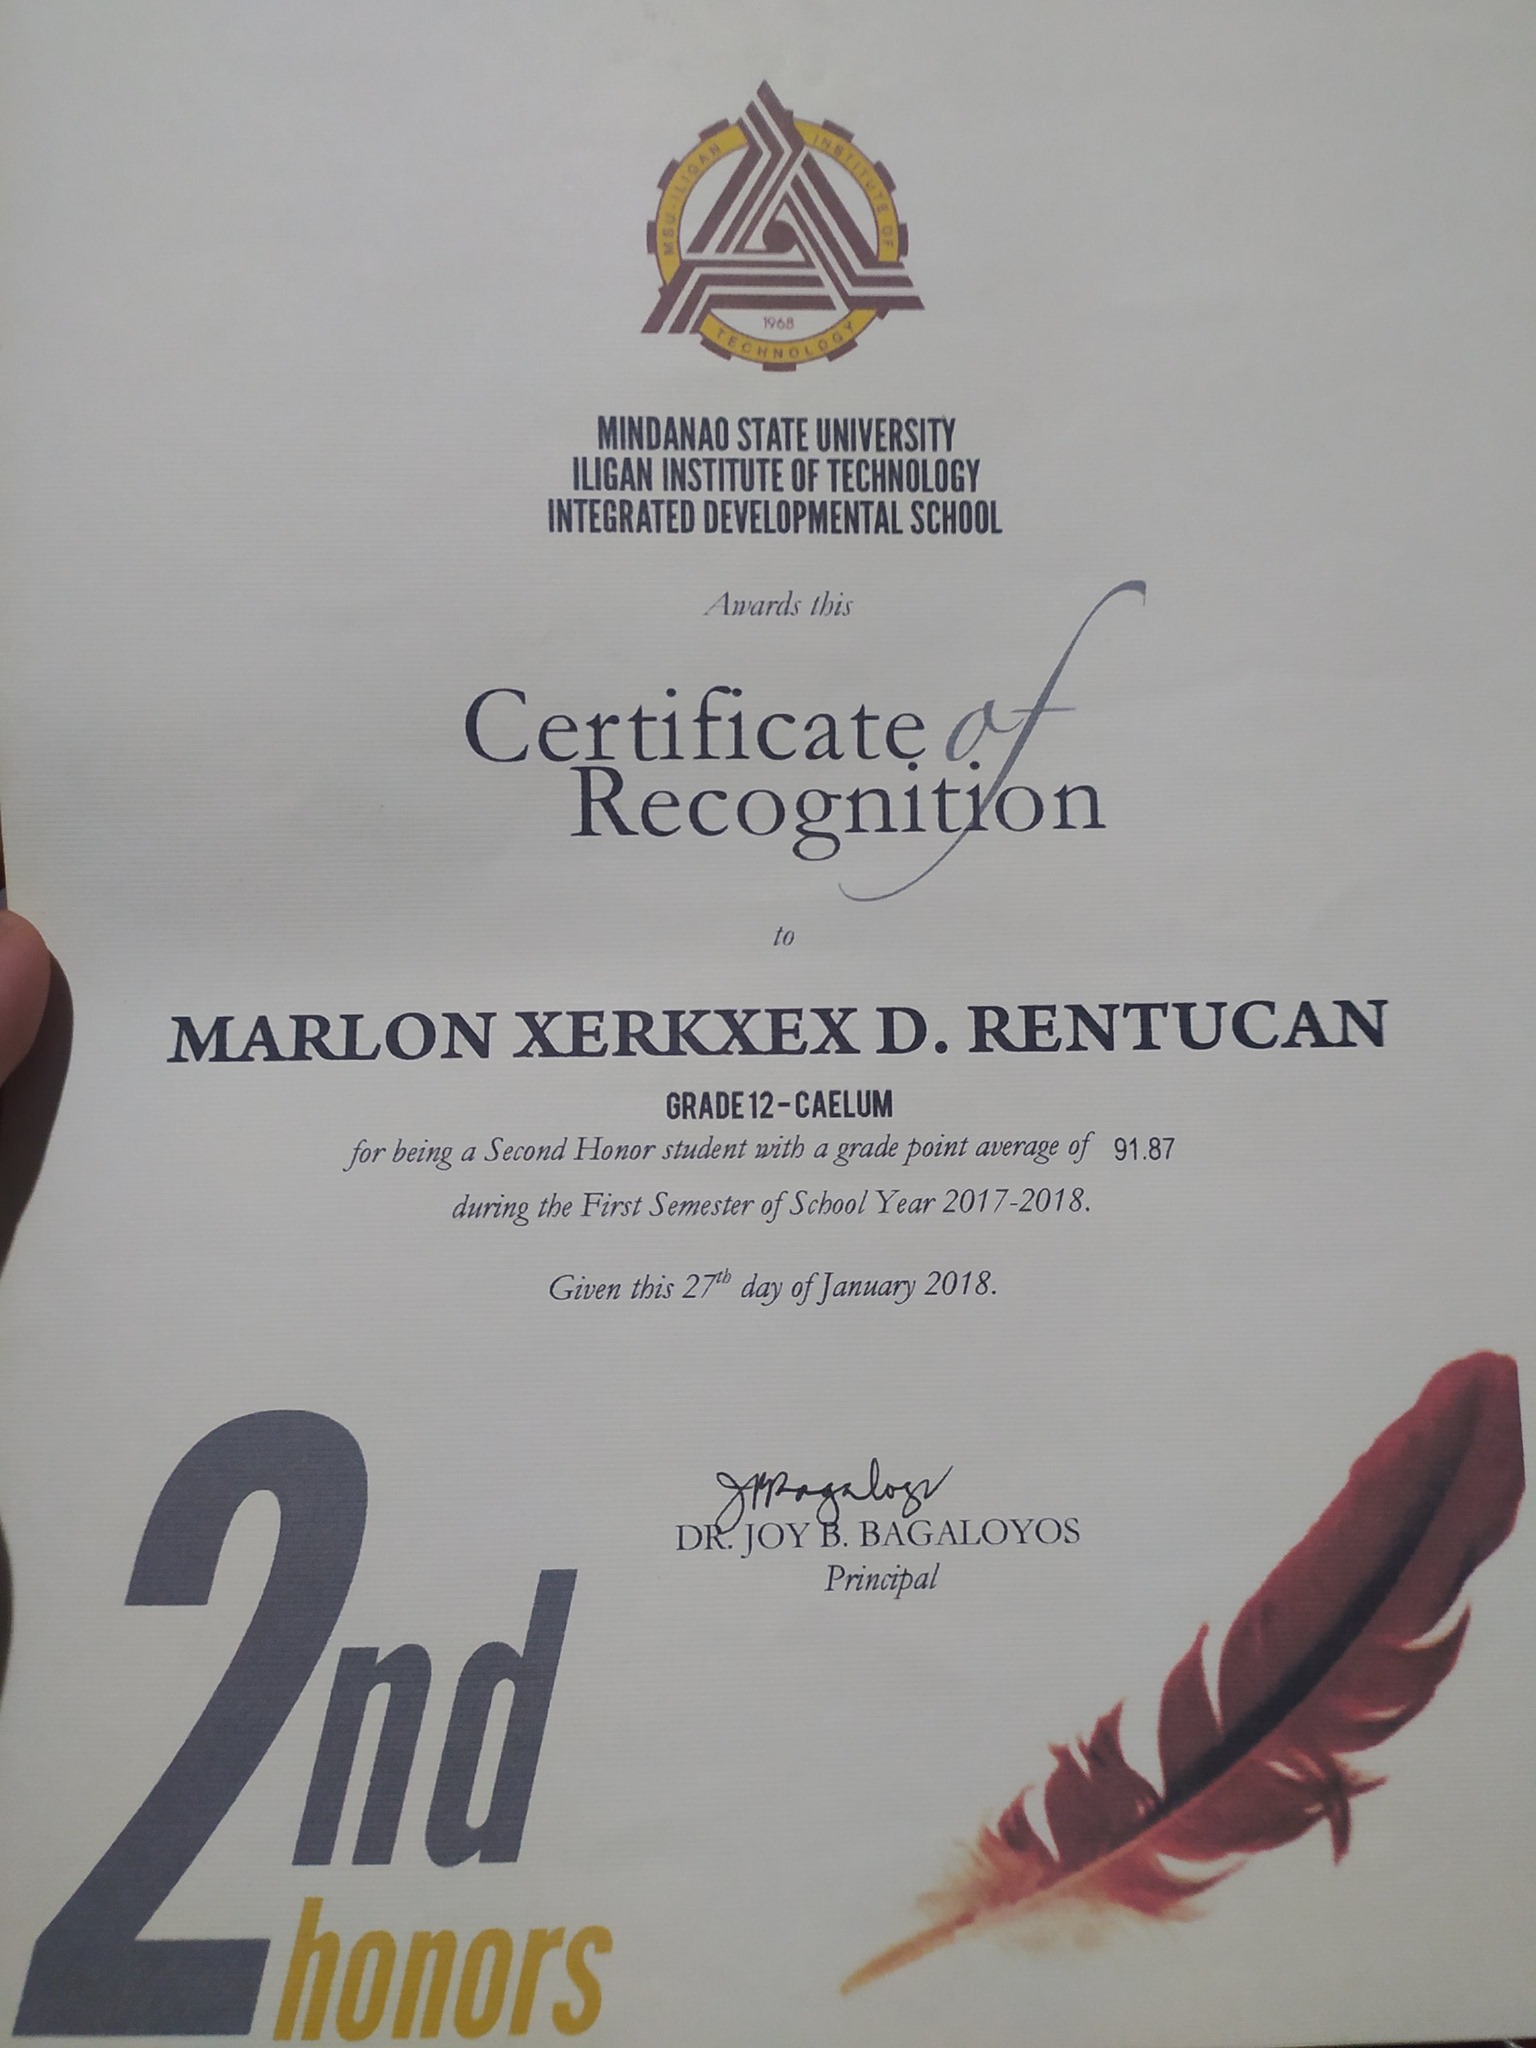 MSU-ILIGAN INSTITUTE OF TECHNOLOGY
1968
MINDANAO STATE UNIVERSITY
ILIGAN INSTITUTE OF TECHNOLOGY
INTEGRATED DEVELOPMENTAL SCHOOL
Awards this
Certificate of
Recognition
to
MARLON XERKXEX D. RENTUCAN
GRADE 12 - CAELUM
for being a Second Honor student with a grade point average of 91.87
during the First Semester of School Year 2017-2018.
Given this 27th day of January 2018.
JBBagaloyos
DR. JOY B. BAGALOYOS
Principal
2nd
honors